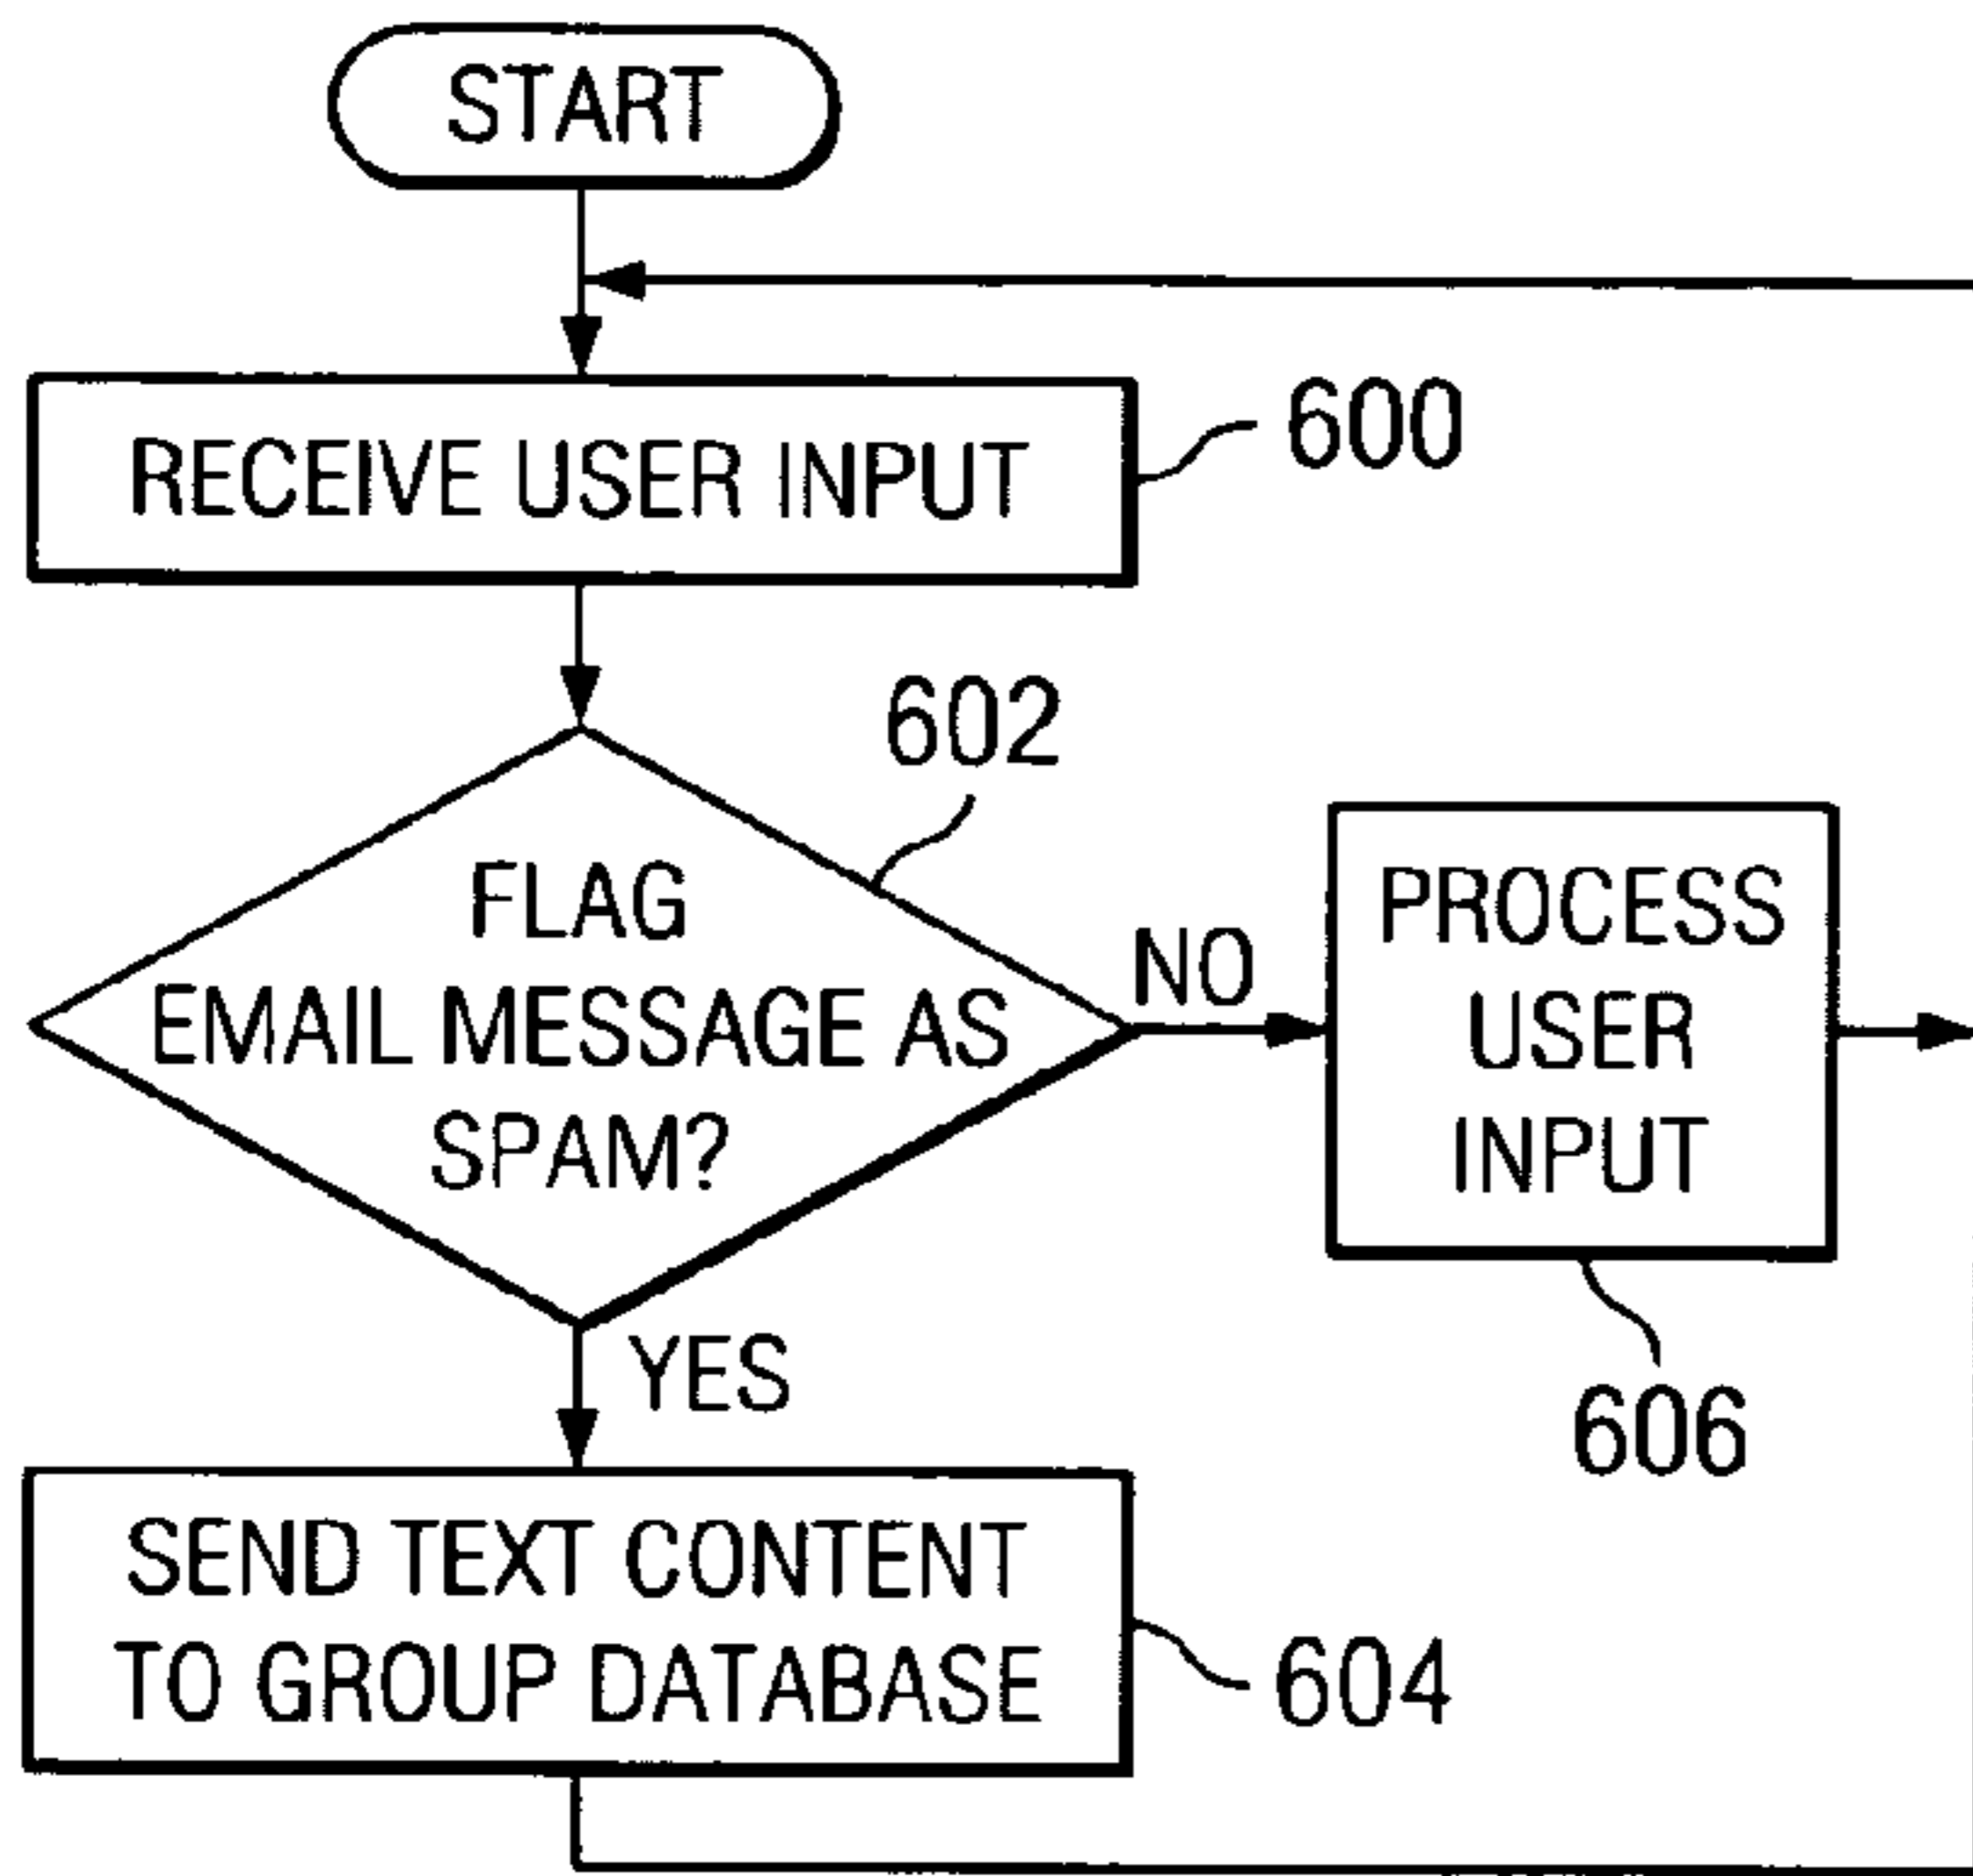 START
RECEIVE USER INPUT
600
602
FLAG
EMAIL MESSAGE AS
SPAM?
NO
PROCESS
USER
INPUT
606
YES
SEND TEXT CONTENT
TO GROUP DATABASE
604